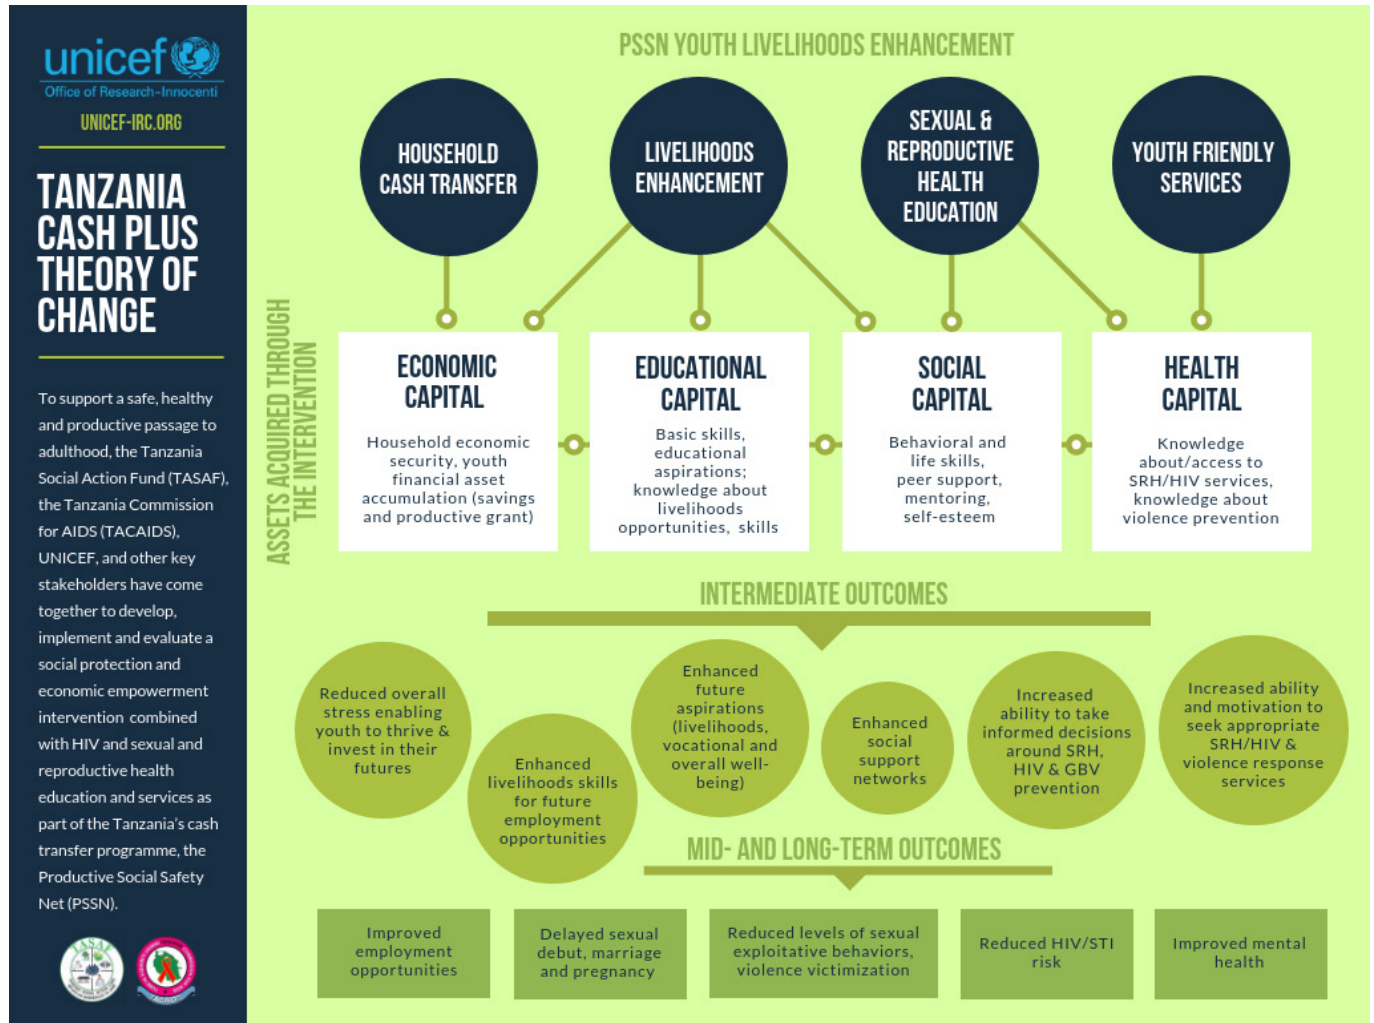 unicef
Office of Research-Innocenti
UNICEF-IRC.ORG
TANZANIA
CASH PLUS
THEORY OF
CHANGE
To support a safe, healthy
and productive passage to
adulthood, the Tanzania
Social Action Fund (TASAF),
the Tanzania Commission
for AIDS (TACAIDS),
UNICEF, and other key
stakeholders have come
together to develop,
implement and evaluate a
social protection and
economic empowerment
intervention combined
with HIV and sexual and
reproductive health
education and services as
part of the Tanzania's cash
transfer programme, the
Productive Social Safety
Net (PSSN).
TASAF
PSSN YOUTH LIVELIHOODS ENHANCEMENT
HOUSEHOLD
CASH TRANSFER
LIVELIHOODS
ENHANCEMENT
SEXUAL &
REPRODUCTIVE
HEALTH
EDUCATION
YOUTH FRIENDLY
SERVICES
ASSETS ACQUIRED THROUGH
THE INTERVENTION
ECONOMIC
CAPITAL
Household economic
security, youth
financial asset
accumulation (savings
and productive grant)
EDUCATIONAL
CAPITAL
Basic skills,
educational
aspirations;
knowledge about
livelihoods
opportunities, skills
SOCIAL
CAPITAL
Behavioral and
life skills,
peer support,
mentoring,
self-esteem
HEALTH
CAPITAL
Knowledge
about/access to
SRH/HIV services,
knowledge about
violence prevention
INTERMEDIATE OUTCOMES
Reduced overall
stress enabling
youth to thrive &
invest in their
futures
Enhanced
livelihoods skills
for future
employment
opportunities
Enhanced
future
aspirations
(livelihoods,
vocational and
overall well-
being)
Enhanced
social
support
networks
Increased
ability to take
informed decisions
around SRH,
HIV & GBV
prevention
Increased ability
and motivation to
seek appropriate
SRH/HIV &
violence response
services
MID- AND LONG-TERM OUTCOMES
Improved
employment
opportunities
Delayed sexual
debut, marriage
and pregnancy
Reduced levels of sexual
exploitative behaviors,
violence victimization
Reduced HIV/STI
risk
Improved mental
health